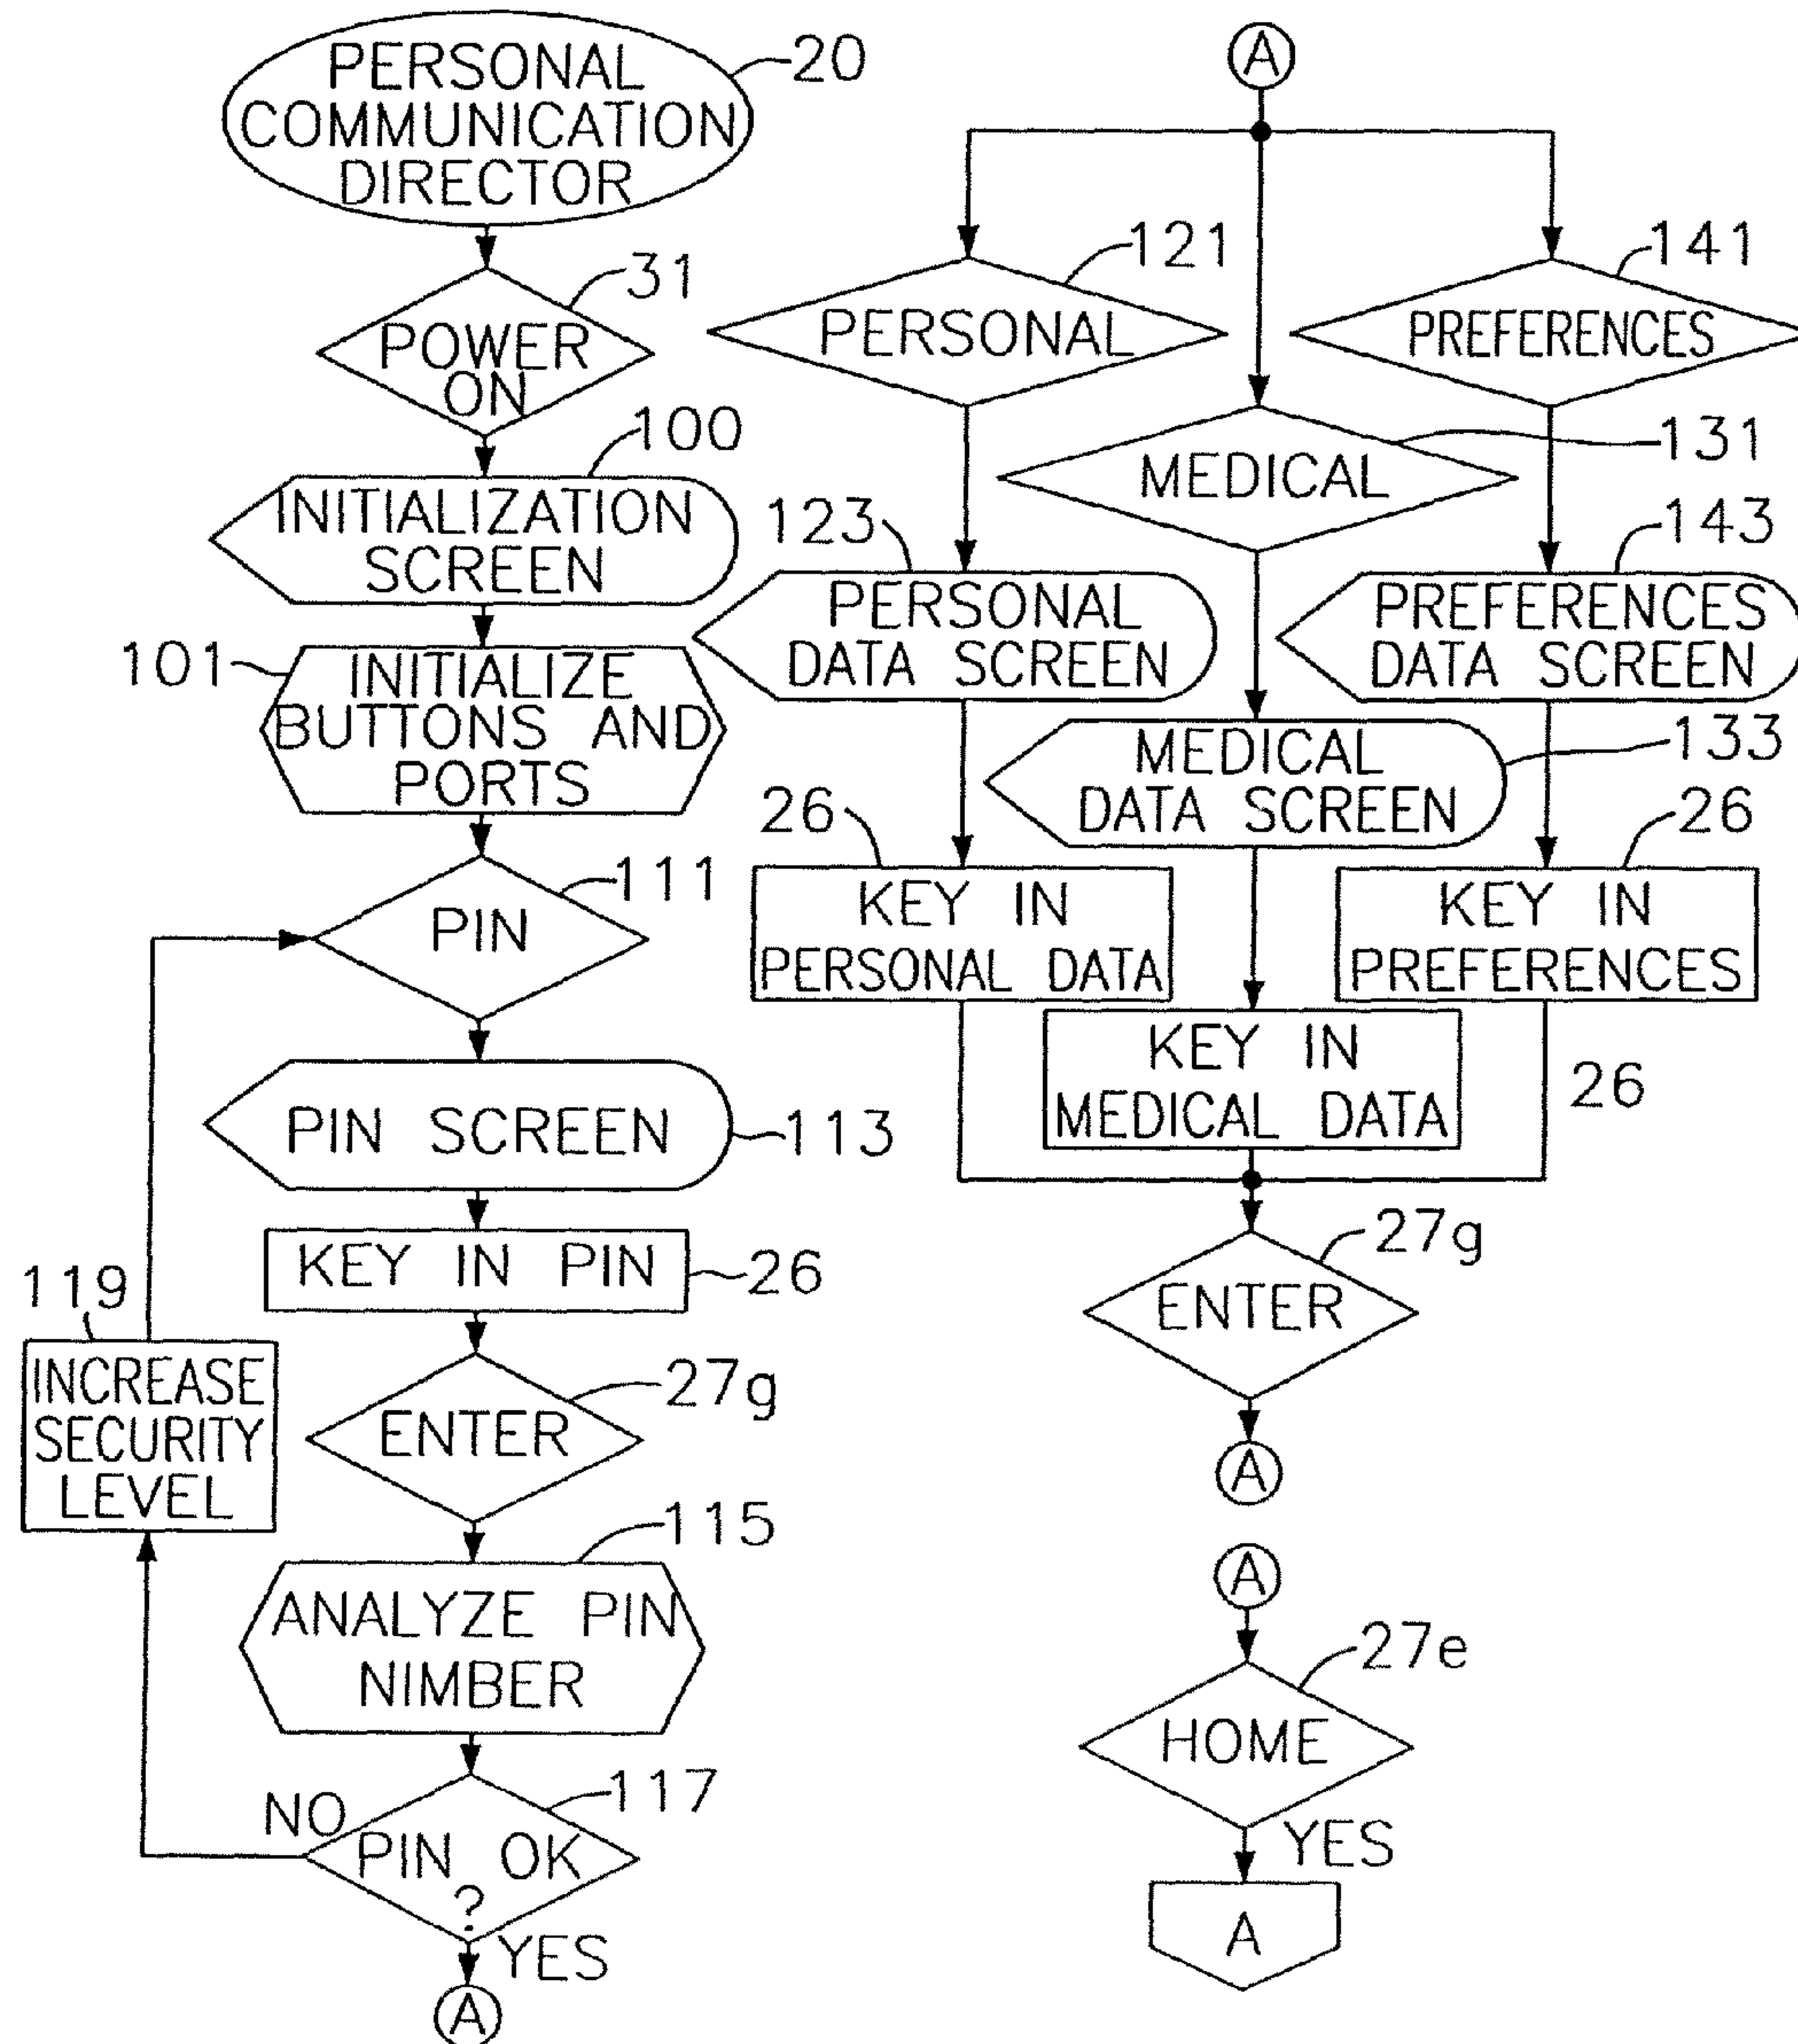 PERSONAL
COMMUNICATION
DIRECTOR
20
POWER
ON
31
INITIALIZATION
SCREEN
100
INITIALIZE
BUTTONS AND
PORTS
101
PIN
111
PIN SCREEN
113
KEY IN PIN
26
ENTER
27g
INCREASE
SECURITY
LEVEL
119
ANALYZE PIN
NIMBER
115
PIN OK
?
117
NO
YES
A
A
PERSONAL
121
PREFERENCES
141
MEDICAL
131
PERSONAL
DATA SCREEN
123
PREFERENCES
DATA SCREEN
143
MEDICAL
DATA SCREEN
133
KEY IN
PERSONAL DATA
26
KEY IN
PREFERENCES
26
KEY IN
MEDICAL DATA
26
ENTER
27g
A
A
HOME
27e
YES
A